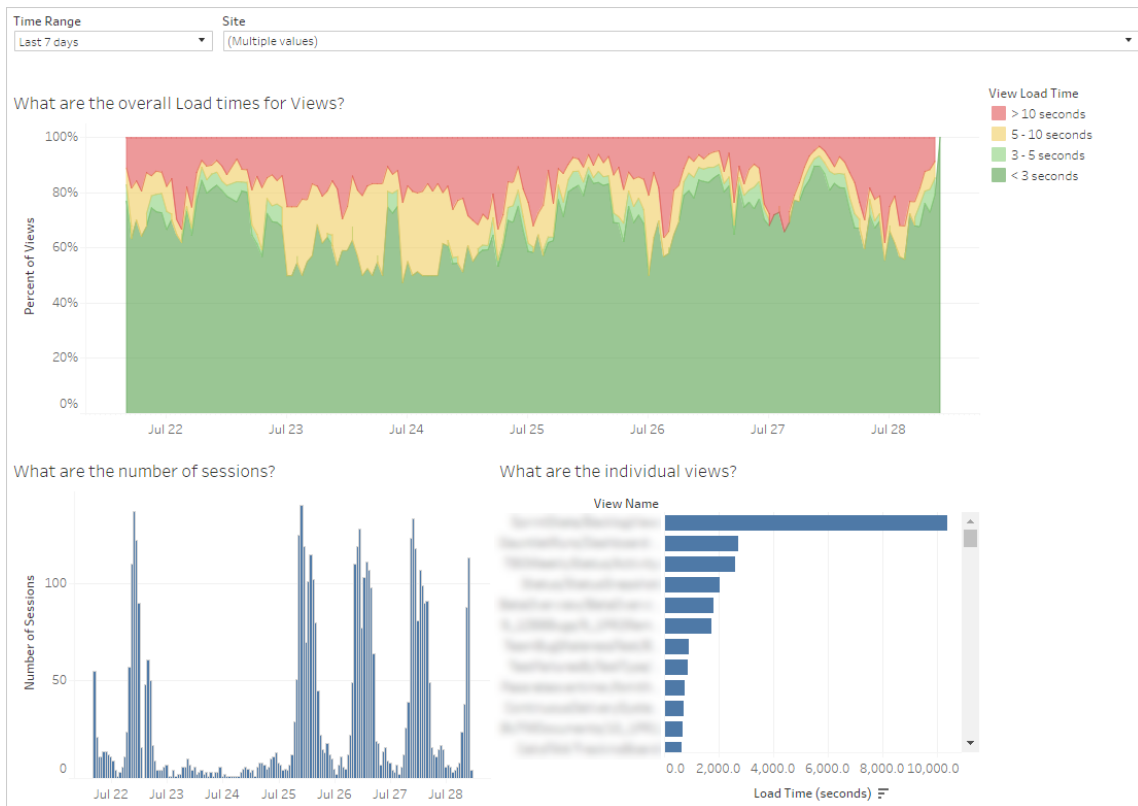 Time Range
Site
Last 7 days
(Multiple values)
What are the overall Load times for Views?
View Load Time
> 10 seconds
5 - 10 seconds
3 - 5 seconds
< 3 seconds
Percent of Views
100%
80%
60%
40%
20%
0%
Jul 22 Jul 23 Jul 24 Jul 25 Jul 26 Jul 27 Jul 28
What are the number of sessions?
Number of Sessions
100
50
0
Jul 22 Jul 23 Jul 24 Jul 25 Jul 26 Jul 27 Jul 28
What are the individual views?
View Name
0.0 2,000.0 4,000.0 6,000.0 8,000.0 10,000.0
Load Time (seconds)